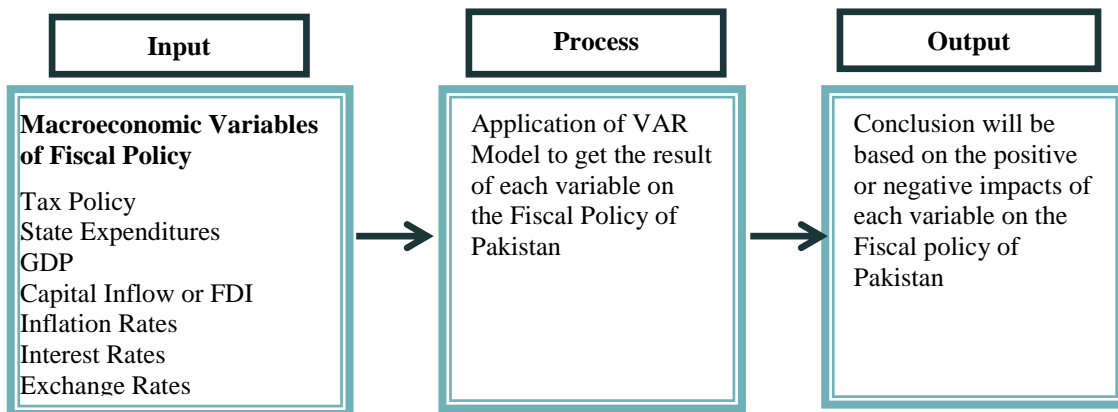 Input
Process
Output
Macroeconomic Variables
of Fiscal Policy
Tax Policy
State Expenditures
GDP
Capital Inflow or FDI
Inflation Rates
Interest Rates
Exchange Rates
Application of VAR
Model to get the result
of each variable on
the Fiscal Policy of
Pakistan
Conclusion will be
based on the positive
or negative impacts of
each variable on the
Fiscal policy of
Pakistan